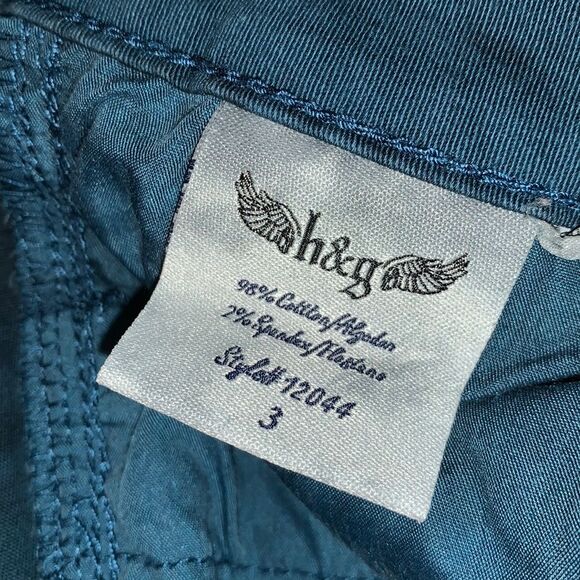 h&g
98% Cotton/Algodon
2% Spandex/Elastano
Style# 12044
3